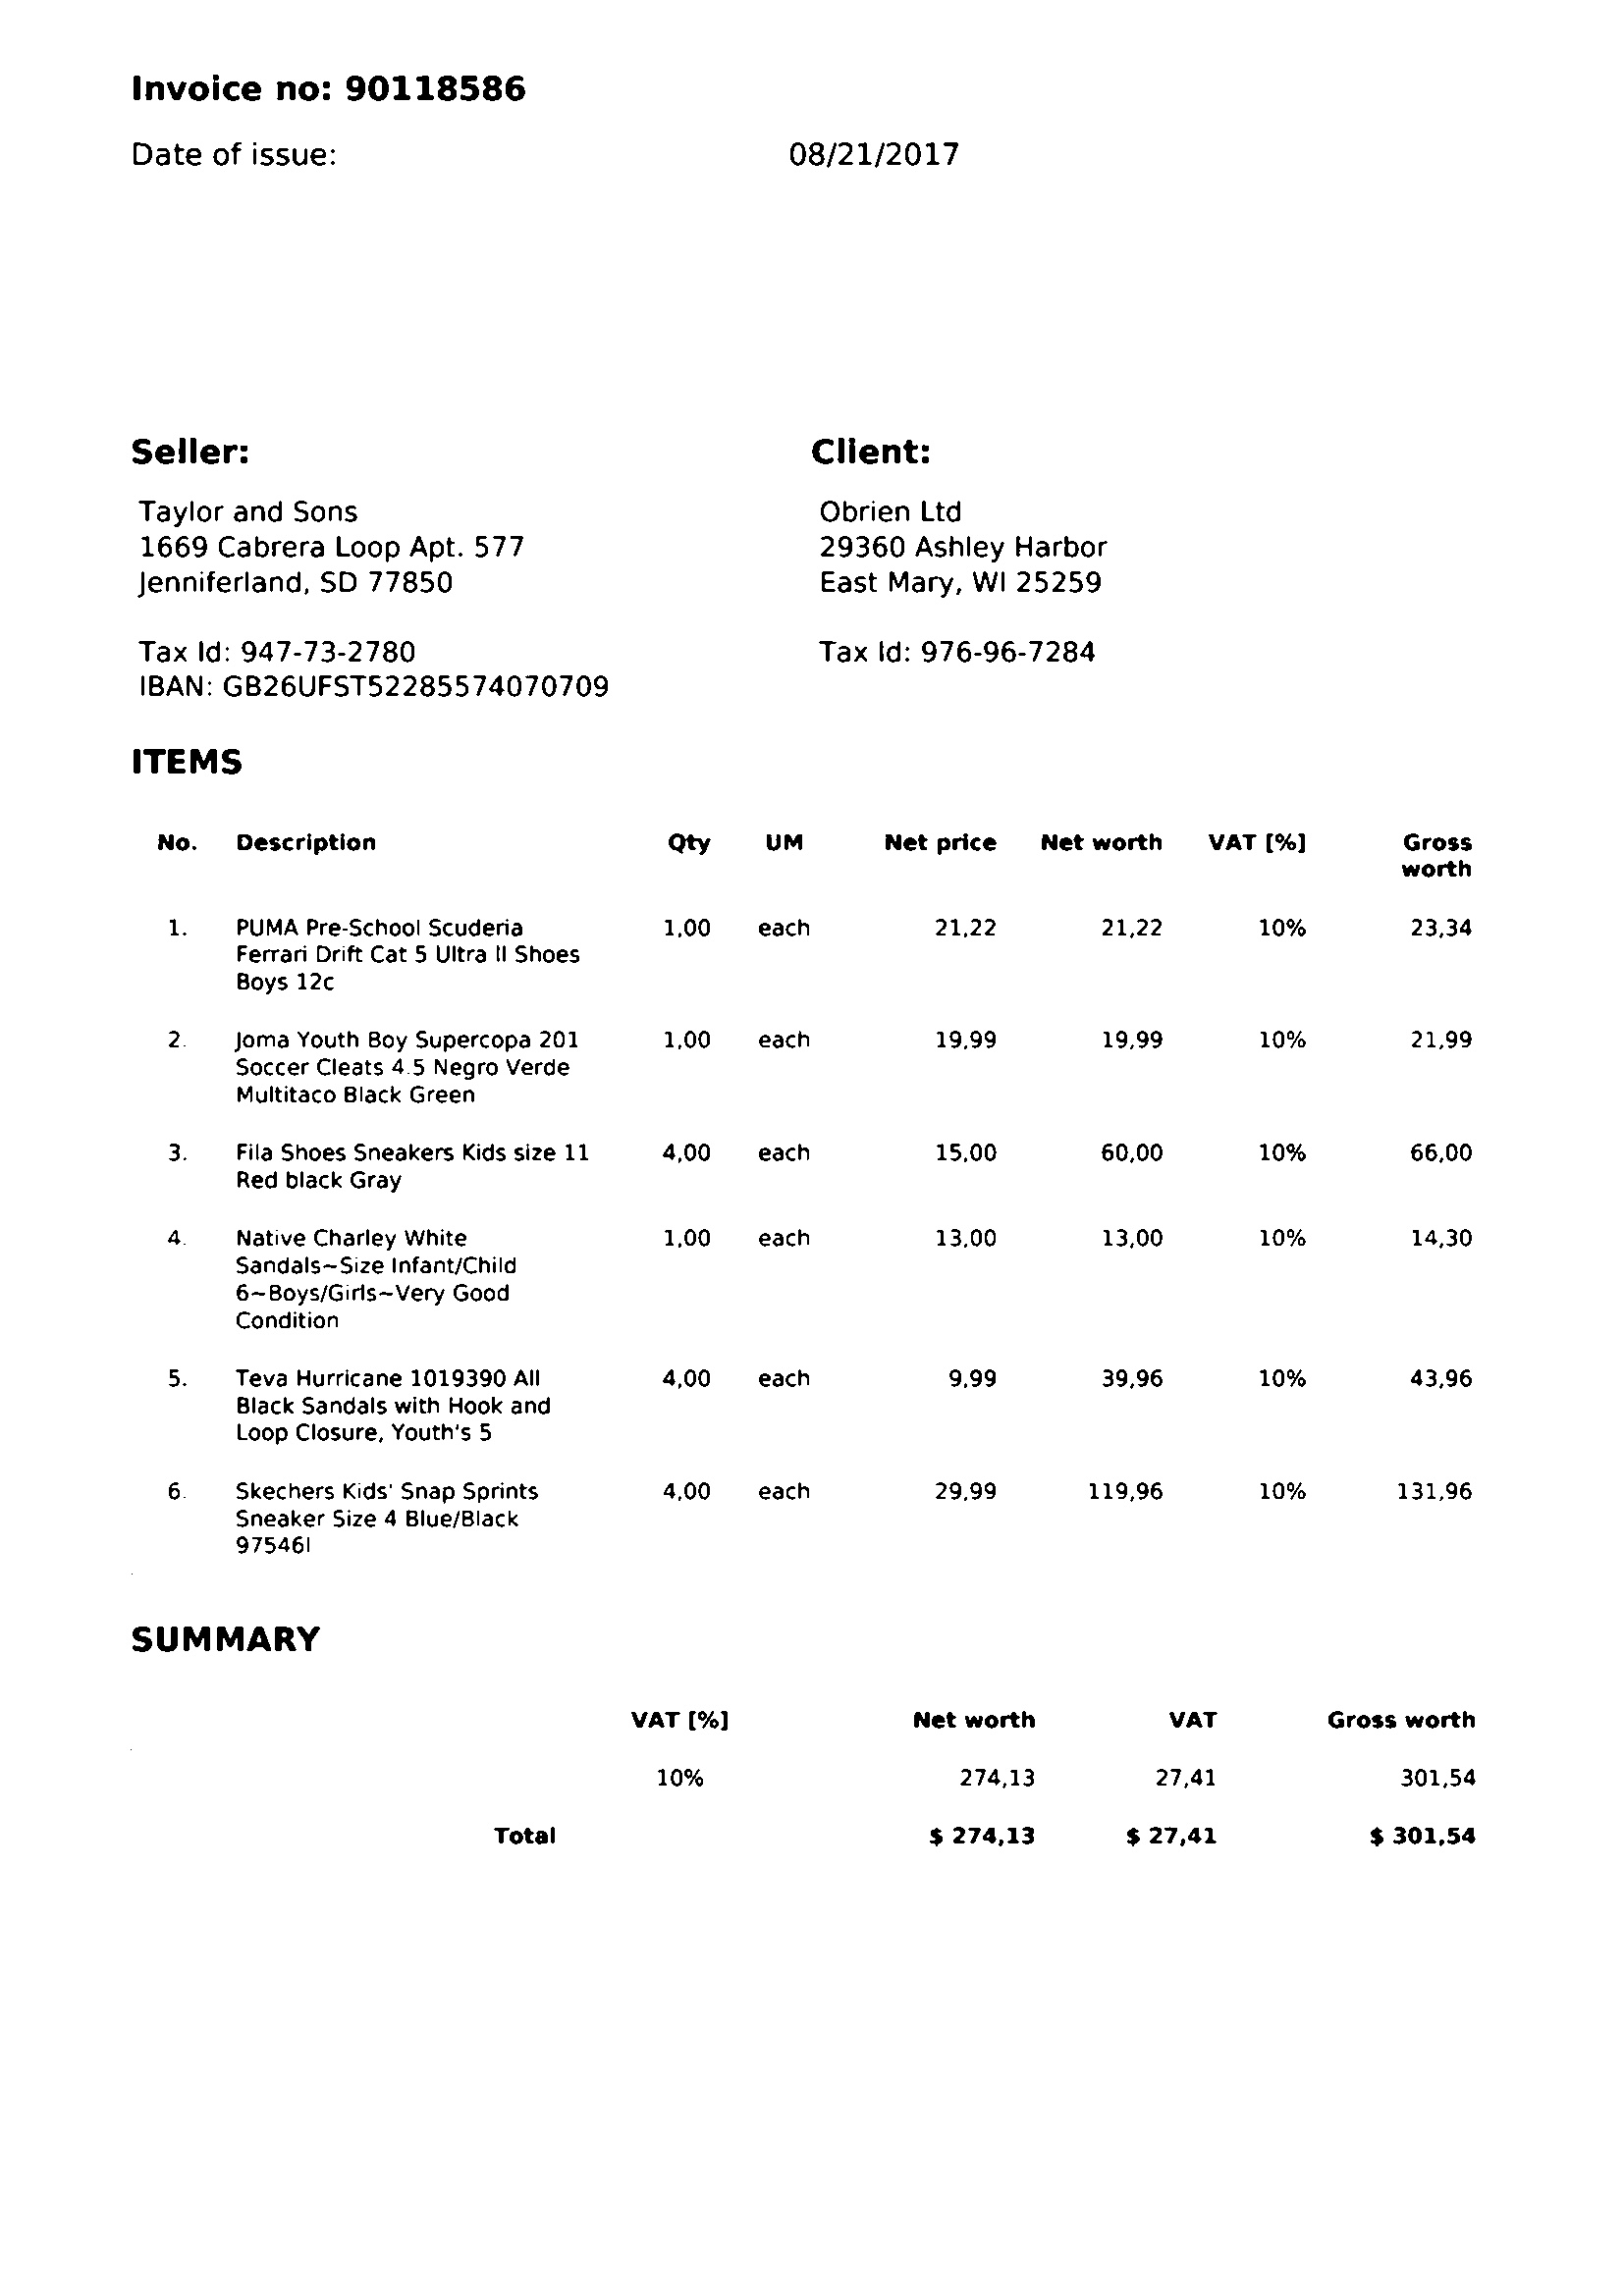 Invoice no: 90118586
Date of issue: 08/21/2017
Seller: Client:
Taylor and Sons Obrien Ltd
1669 Cabrera Loop Apt. 577 29360 Ashley Harbor
Jenniferland, SD 77850 East Mary, WI 25259
Tax Id: 947-73-2780 Tax Id: 976-96-7284
IBAN: GB26UFST52285574070709
ITEMS
No. Description Qty UM Net price Net worth VAT [%] Gross
worth
1. PUMA Pre-School Scuderia 1,00 each 21,22 21,22 10% 23,34
Ferrari Drift Cat 5 Ultra II Shoes
Boys 12c
2. Joma Youth Boy Supercopa 201 1,00 each 19,99 19,99 10% 21,99
Soccer Cleats 4.5 Negro Verde
Multitaco Black Green
3. Fila Shoes Sneakers Kids size 11 4,00 each 15,00 60,00 10% 66,00
Red black Gray
4. Native Charley White 1,00 each 13,00 13,00 10% 14,30
Sandals~Size Infant/Child
6~Boys/Girls~Very Good
Condition
5. Teva Hurricane 1019390 All 4,00 each 9,99 39,96 10% 43,96
Black Sandals with Hook and
Loop Closure, Youth's 5
6. Skechers Kids' Snap Sprints 4,00 each 29,99 119,96 10% 131,96
Sneaker Size 4 Blue/Black
97546l
SUMMARY
VAT [%] Net worth VAT Gross worth
10% 274,13 27,41 301,54
Total $ 274,13 $ 27,41 $ 301,54